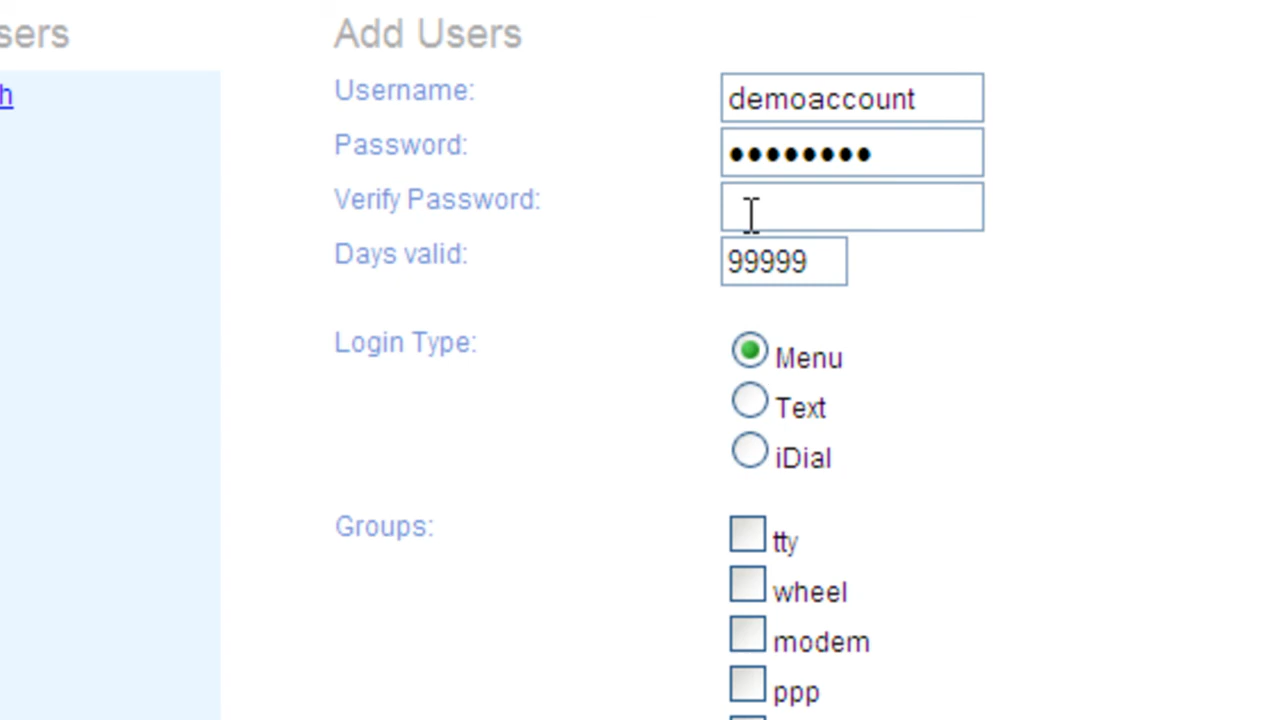 sers
h
Add Users
Username: demoaccount
Password: ●●●●●●●●
Verify Password:
Days valid: 99999
Login Type: Menu
Text
iDial
Groups: tty
wheel
modem
ppp